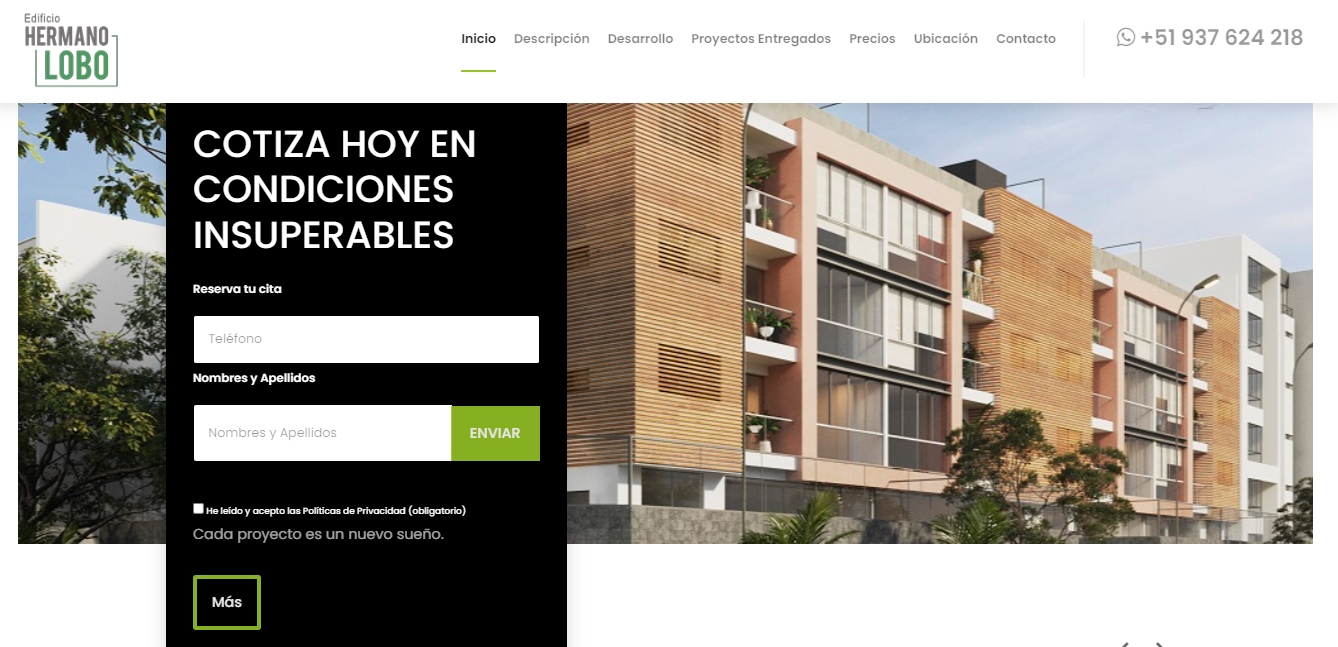 Edificio
HERMANO
LOBO
Inicio Descripción Desarrollo Proyectos Entregados Precios Ubicación Contacto +51 937 624 218
COTIZA HOY EN
CONDICIONES
INSUPERABLES
Reserva tu cita
Teléfono
Nombres y Apellidos
Nombres y Apellidos ENVIAR
He leído y acepto las Políticas de Privacidad (obligatorio)
Cada proyecto es un nuevo sueño.
Más